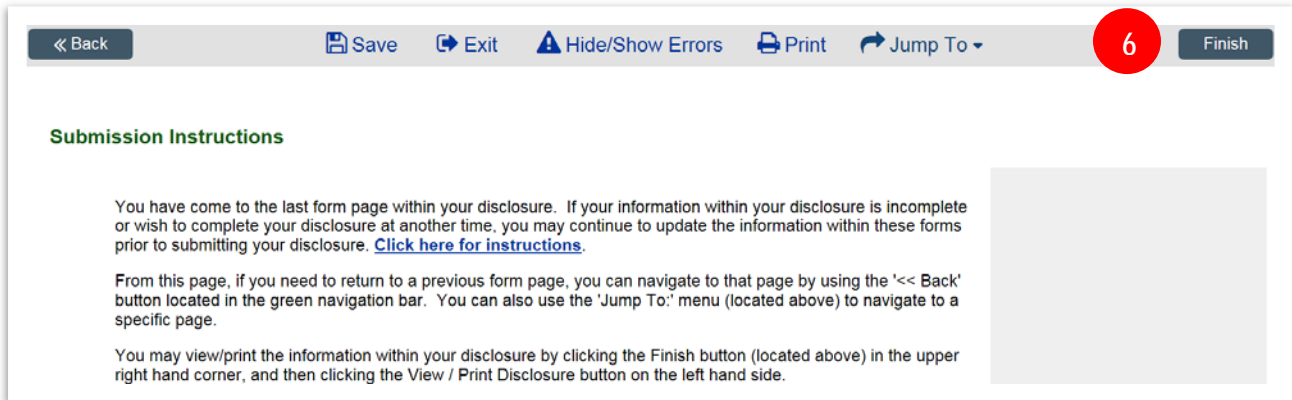 « Back Save Exit Hide/Show Errors Print Jump To 6 Finish
Submission Instructions
You have come to the last form page within your disclosure. If your information within your disclosure is incomplete
or wish to complete your disclosure at another time, you may continue to update the information within these forms
prior to submitting your disclosure. Click here for instructions.
From this page, if you need to return to a previous form page, you can navigate to that page by using the '<< Back'
button located in the green navigation bar. You can also use the 'Jump To:' menu (located above) to navigate to a
specific page.
You may view/print the information within your disclosure by clicking the Finish button (located above) in the upper
right hand corner, and then clicking the View / Print Disclosure button on the left hand side.